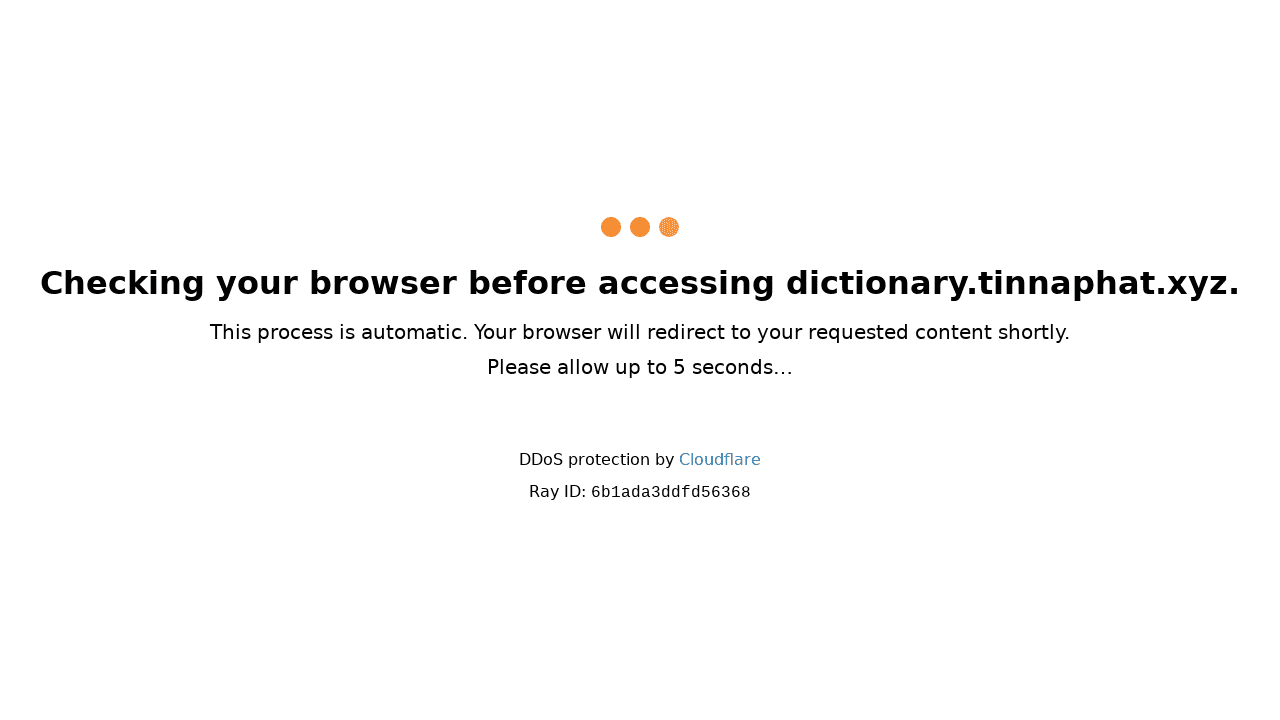 Checking your browser before accessing dictionary.tinnaphat.xyz.
This process is automatic. Your browser will redirect to your requested content shortly.
Please allow up to 5 seconds…
DDoS protection by Cloudflare
Ray ID: 6b1ada3ddfd56368